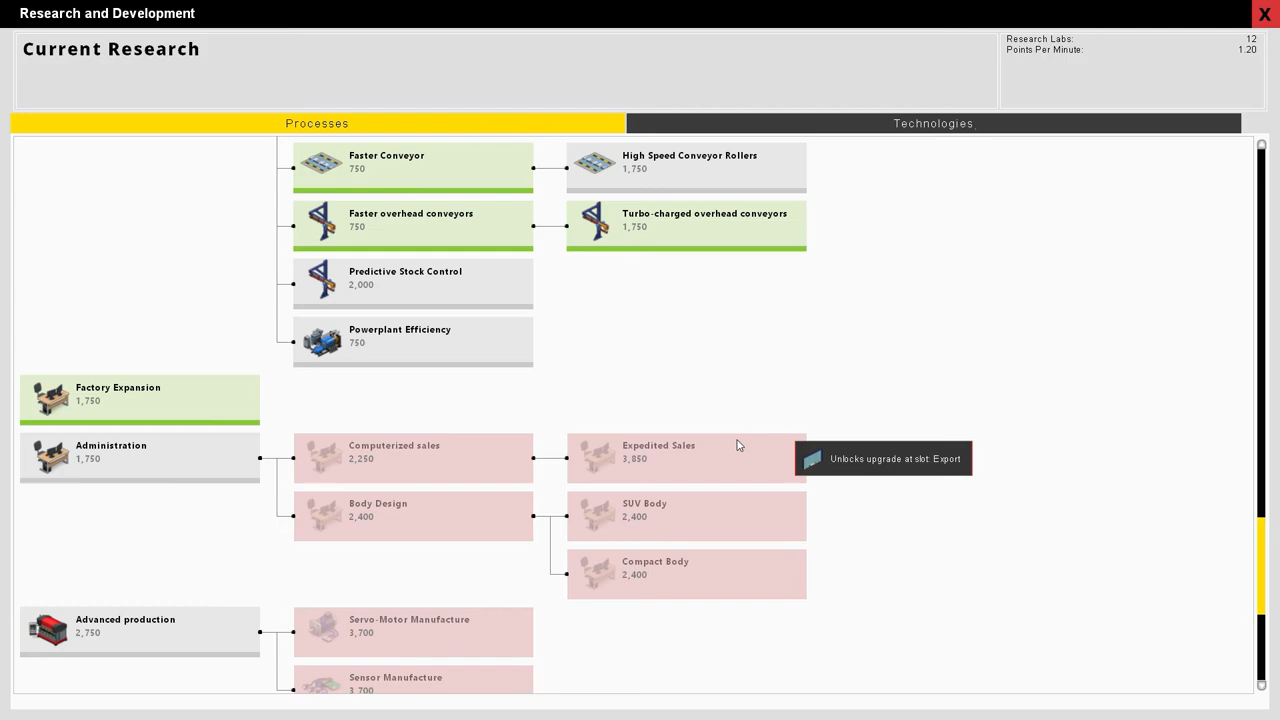 Research and Development
X
Current Research
Research Labs: 12
Points Per Minute: 1.20
Processes
Technologies
Faster Conveyor
750
High Speed Conveyor Rollers
1,750
Faster overhead conveyors
750
Turbo-charged overhead conveyors
1,750
Predictive Stock Control
2,000
Powerplant Efficiency
750
Factory Expansion
1,750
Administration
1,750
Computerized sales
2,250
Expedited Sales
3,850
Unlocks upgrade at slot: Export
Body Design
2,400
SUV Body
2,400
Compact Body
2,400
Advanced production
2,750
Servo-Motor Manufacture
3,700
Sensor Manufacture
3,700